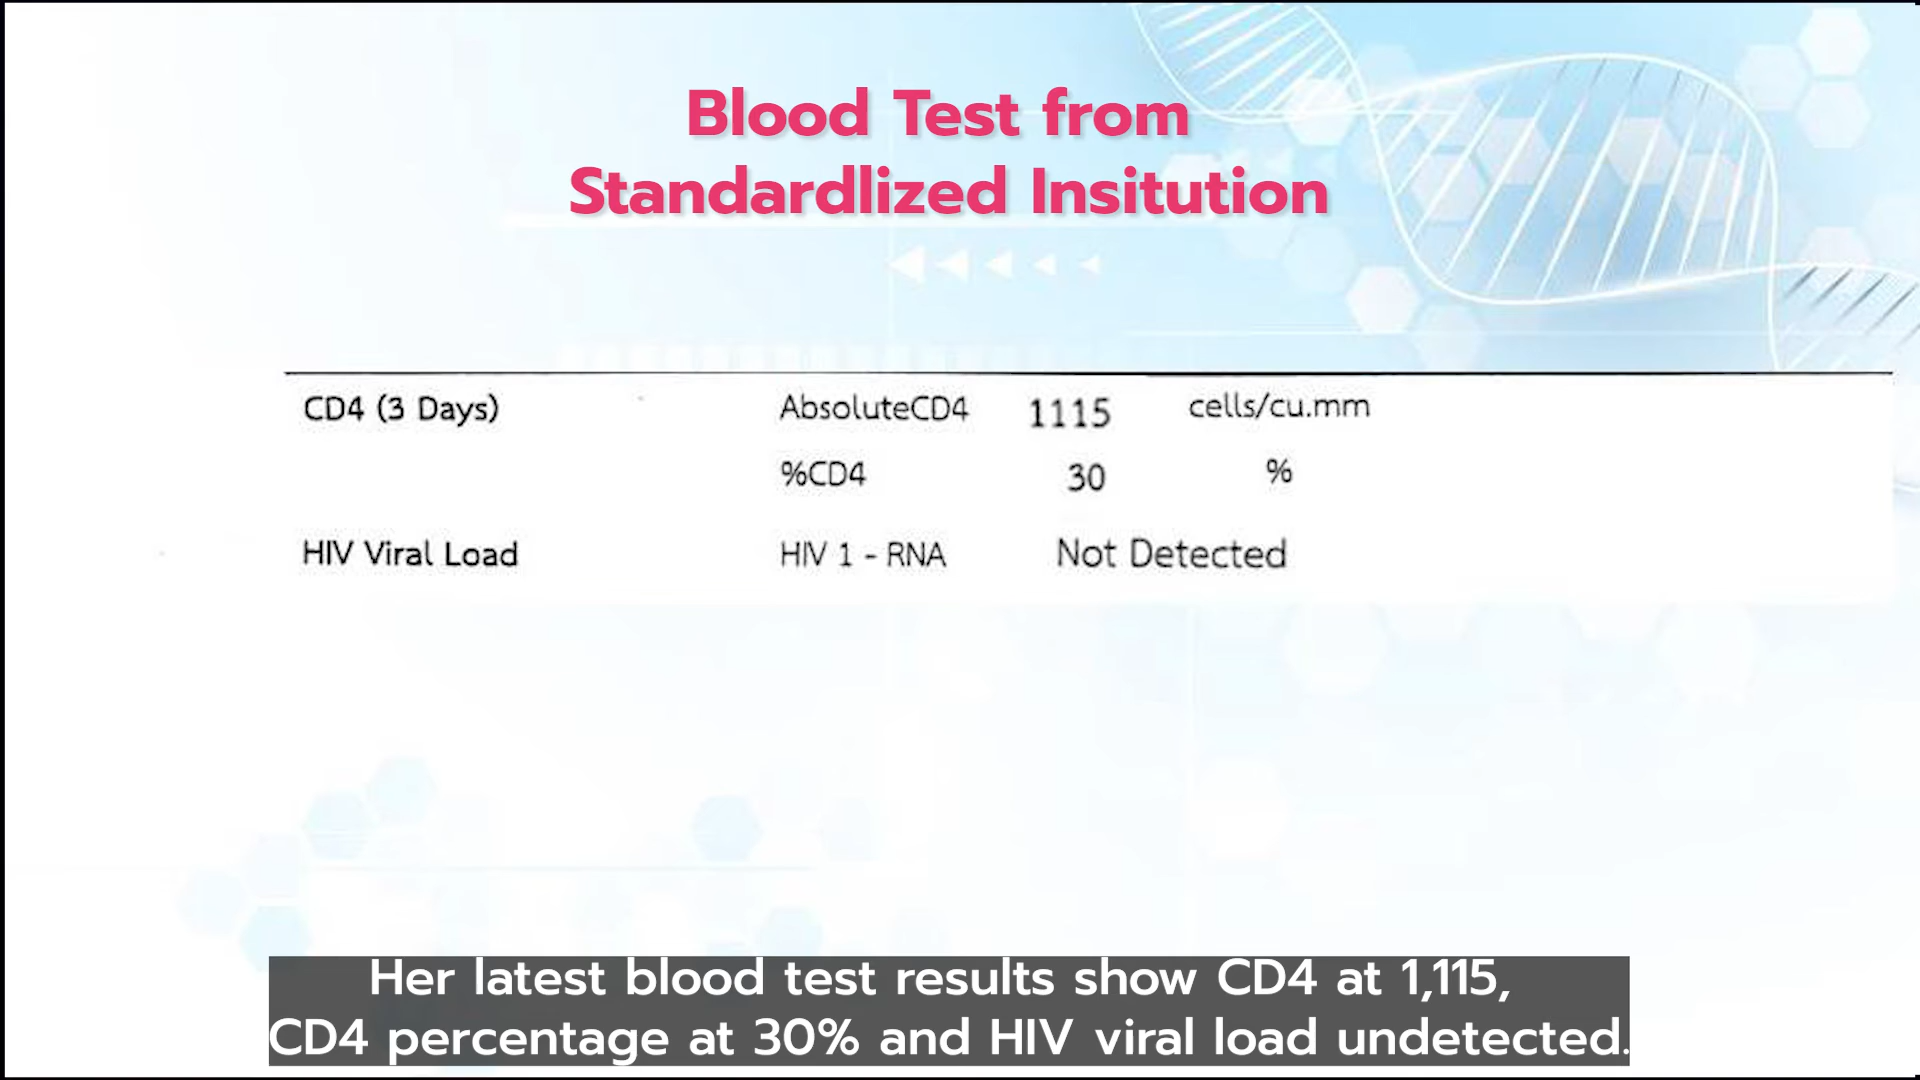 Blood Test from
Standardlized Insitution
CD4 (3 Days) AbsoluteCD4 1115 cells/cu.mm
%CD4 30 %
HIV Viral Load HIV 1 - RNA Not Detected
Her latest blood test results show CD4 at 1,115,
CD4 percentage at 30% and HIV viral load undetected.